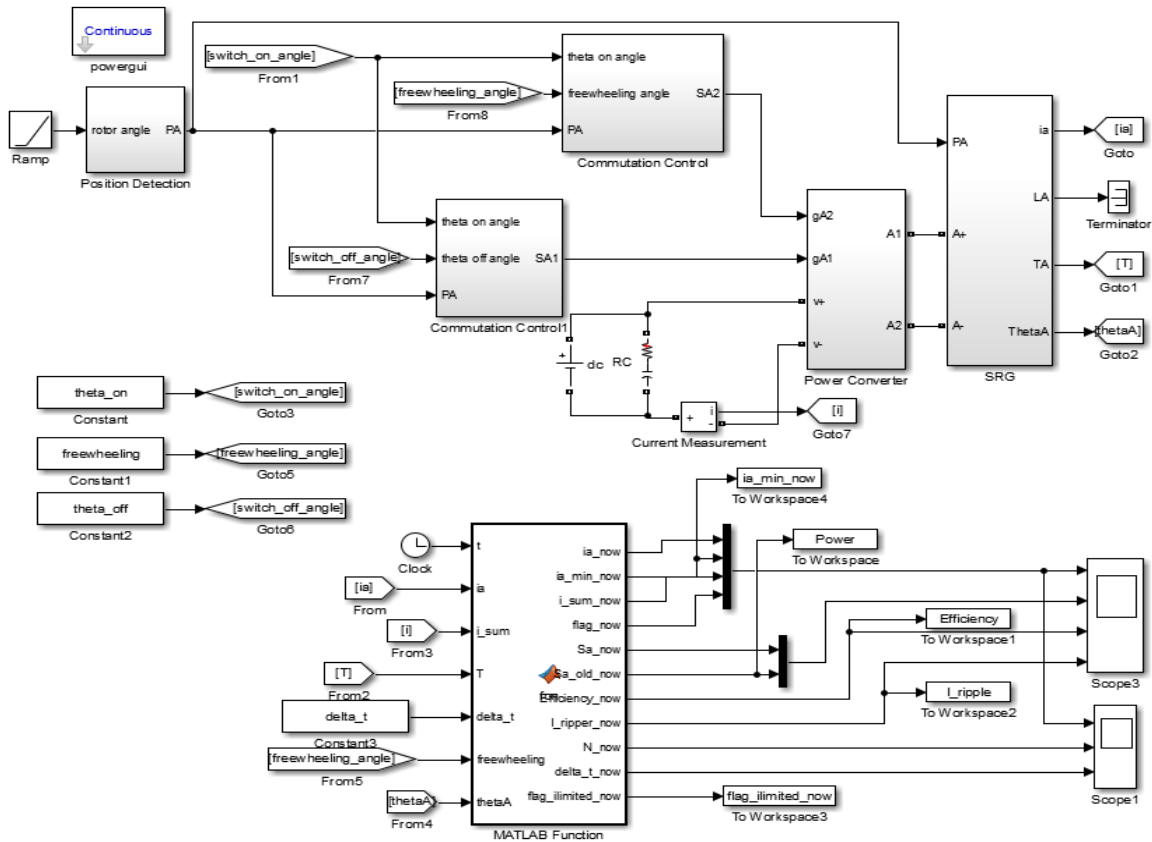 Continuous
powergui
[switch_on_angle]
From1
theta on angle
freewheeling angle
PA
SA2
Commutation Control
[freewheeling_angle]
From8
Ramp
rotor angle
PA
Position Detection
theta on angle
theta off angle
PA
SA1
Commutation Control1
[switch_off_angle]
From7
gA2
gA1
v+
v-
A1
A2
Power Converter
PA
A+
A-
ia
LA
TA
ThetaA
SRG
[ia]
Goto
Terminator
[T]
Goto1
[thetaA]
Goto2
+
dc
RC
+
i
-
Current Measurement
[i]
Goto7
theta_on
Constant
[switch_on_angle]
Goto3
freewheeling
Constant1
[freewheeling_angle]
Goto5
theta_off
Constant2
[switch_off_angle]
Goto6
Clock
[ia]
From
[i]
From3
[T]
From2
delta_t
Constant3
[freewheeling_angle]
From5
[thetaA]
From4
t
ia
i_sum
T
delta_t
freewheeling
thetaA
ia_now
ia_min_now
i_sum_now
flag_now
Sa_now
Sa_old_now
Efficiency_now
I_ripper_now
N_now
delta_t_now
flag_ilimited_now
MATLAB Function
ia_min_now
To Workspace4
Power
To Workspace
Efficiency
To Workspace1
I_ripple
To Workspace2
flag_ilimited_now
To Workspace3
Scope3
Scope1